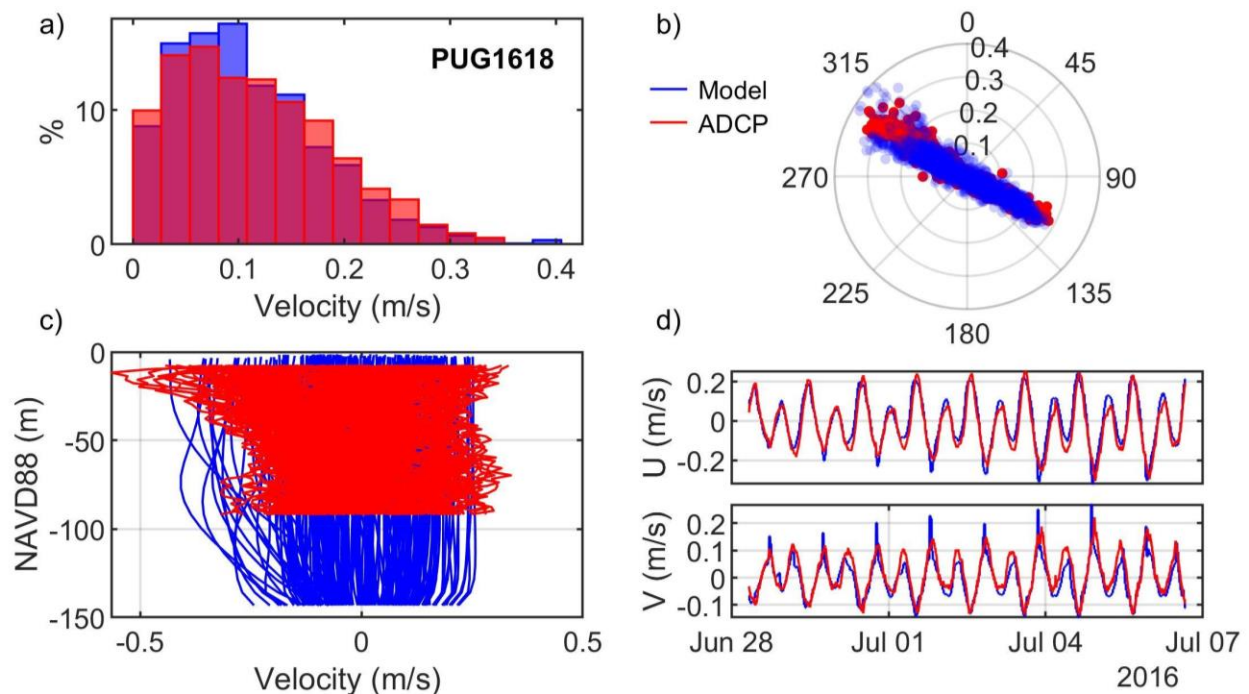 a)
PUG1618
10
0
%
0 0.1 0.2 0.3 0.4
Velocity (m/s)
b)
Model
ADCP
0
45
90
135
180
225
270
315
0.4
0.3
0.2
0.1
c)
0
-50
-100
-150
NAVD88 (m)
-0.5 0 0.5
Velocity (m/s)
d)
0.2
0
-0.2
U (m/s)
0.2
0.1
0
-0.1
V (m/s)
Jun 28 Jul 01 Jul 04 Jul 07
2016